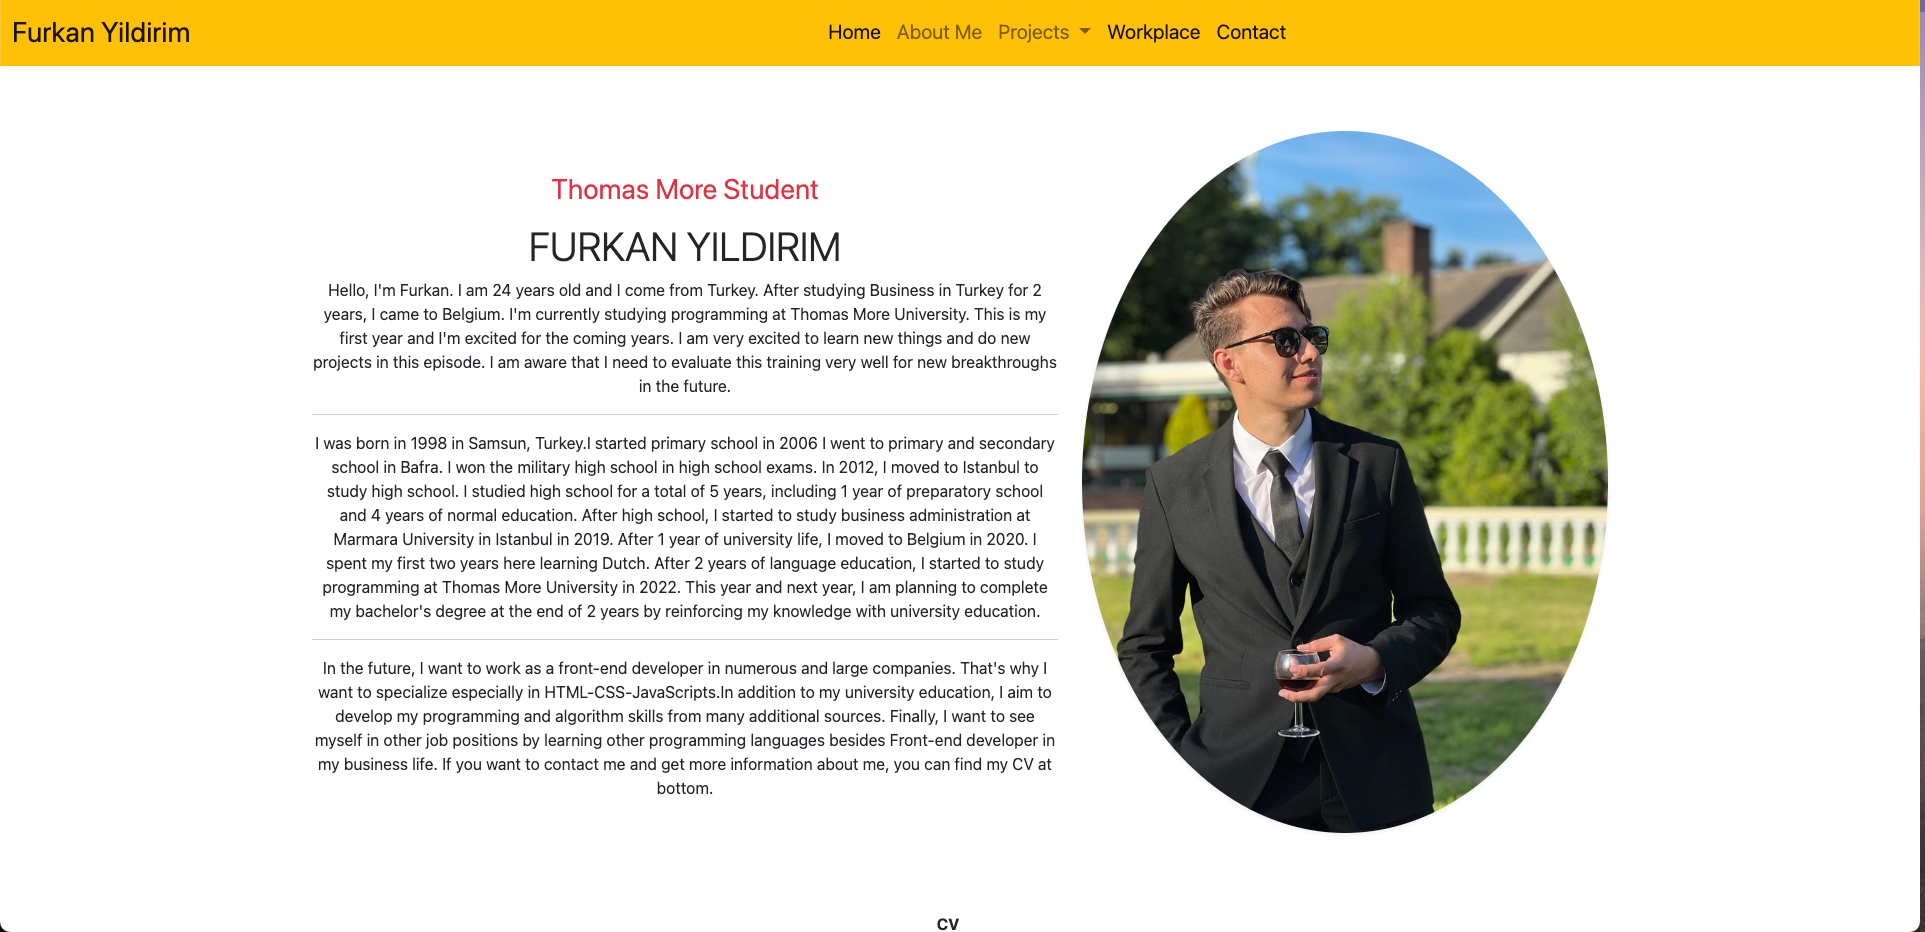 Furkan Yildirim
Home About Me Projects Workplace Contact
Thomas More Student
FURKAN YILDIRIM
Hello, I'm Furkan. I am 24 years old and I come from Turkey. After studying Business in Turkey for 2
years, I came to Belgium. I'm currently studying programming at Thomas More University. This is my
first year and I'm excited for the coming years. I am very excited to learn new things and do new
projects in this episode. I am aware that I need to evaluate this training very well for new breakthroughs
in the future.
I was born in 1998 in Samsun, Turkey.I started primary school in 2006 I went to primary and secondary
school in Bafra. I won the military high school in high school exams. In 2012, I moved to Istanbul to
study high school. I studied high school for a total of 5 years, including 1 year of preparatory school
and 4 years of normal education. After high school, I started to study business administration at
Marmara University in Istanbul in 2019. After 1 year of university life, I moved to Belgium in 2020. I
spent my first two years here learning Dutch. After 2 years of language education, I started to study
programming at Thomas More University in 2022. This year and next year, I am planning to complete
my bachelor's degree at the end of 2 years by reinforcing my knowledge with university education.
In the future, I want to work as a front-end developer in numerous and large companies. That's why I
want to specialize especially in HTML-CSS-JavaScripts.In addition to my university education, I aim to
develop my programming and algorithm skills from many additional sources. Finally, I want to see
myself in other job positions by learning other programming languages besides Front-end developer in
my business life. If you want to contact me and get more information about me, you can find my CV at
bottom.
CV